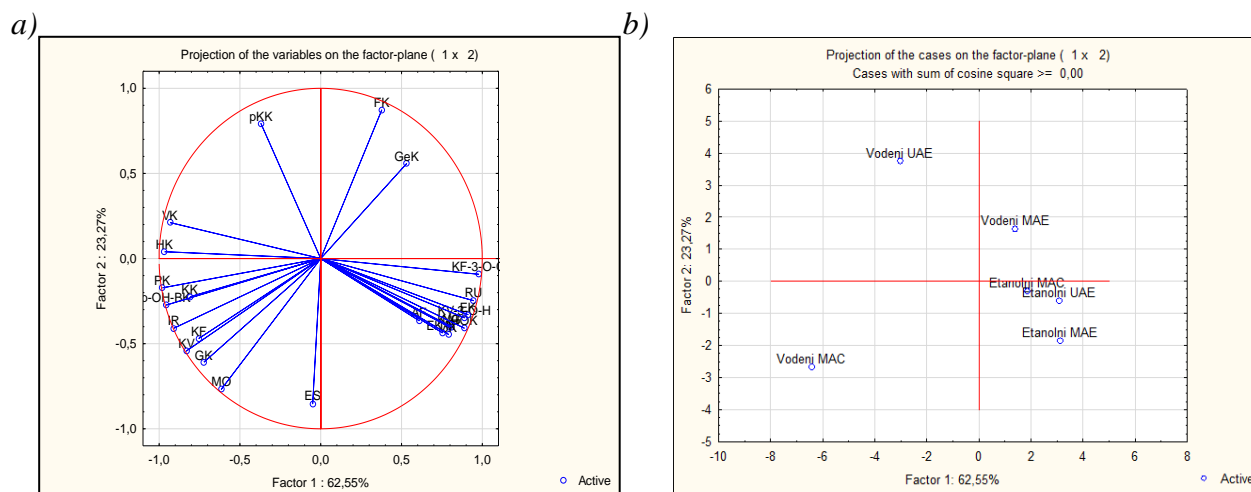 a)
Projection of the variables on the factor-plane ( 1 x 2)
1,0
0,5
0,0
-0,5
-1,0
Factor 2 : 23,27%
FK
pKK
GeK
VK
HK
KF-3-O-
PK
KK
RU
IR
KF
KV
GK
MO
ES
-1,0 -0,5 0,0 0,5 1,0
Factor 1 : 62,55%
Active
b)
Projection of the cases on the factor-plane ( 1 x 2)
Cases with sum of cosine square >= 0,00
6
5
4
3
2
1
0
-1
-2
-3
-4
-5
Factor 2: 23,27%
Vodeni UAE
Vodeni MAE
Etanolni MAC
Etanolni UAE
Etanolni MAE
Vodeni MAC
-10 -8 -6 -4 -2 0 2 4 6 8
Factor 1: 62,55%
Active